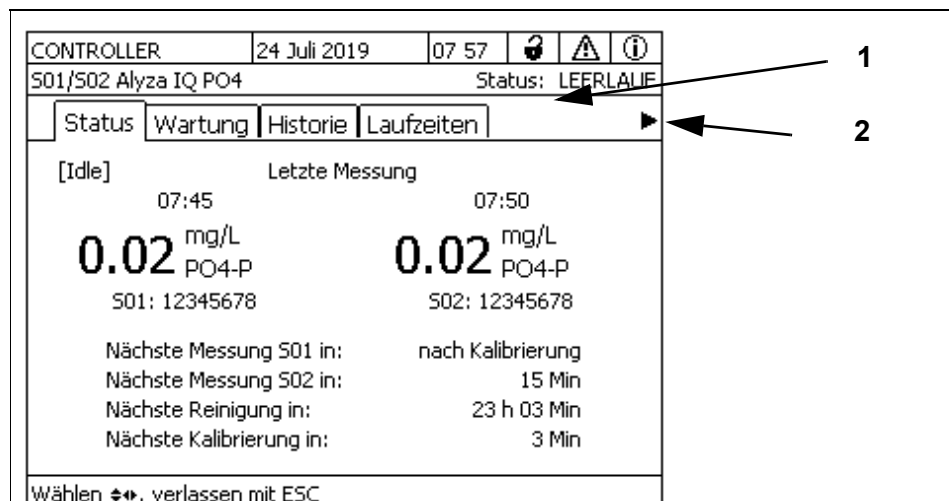 CONTROLLER 24 Juli 2019 07 57
S01/S02 Alyza IQ PO4 Status: LEERLAUF
1
Status Wartung Historie Laufzeiten
2
[Idle] Letzte Messung
07:45 07:50
0.02 mg/L PO4-P 0.02 mg/L PO4-P
S01: 12345678 S02: 12345678
Nächste Messung S01 in: nach Kalibrierung
Nächste Messung S02 in: 15 Min
Nächste Reinigung in: 23 h 03 Min
Nächste Kalibrierung in: 3 Min
Wählen , verlassen mit ESC